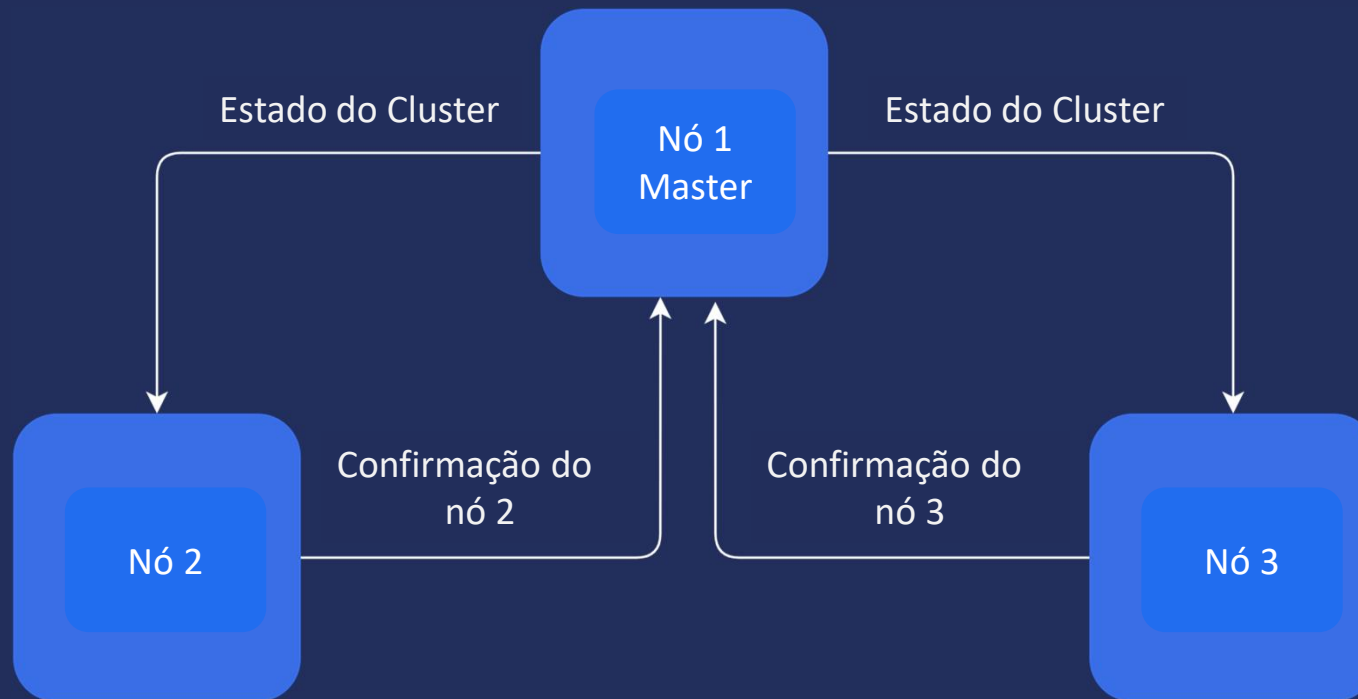 Estado do Cluster
Nó 1
Master
Estado do Cluster
Confirmação do
nó 2
Confirmação do
nó 3
Nó 2
Nó 3